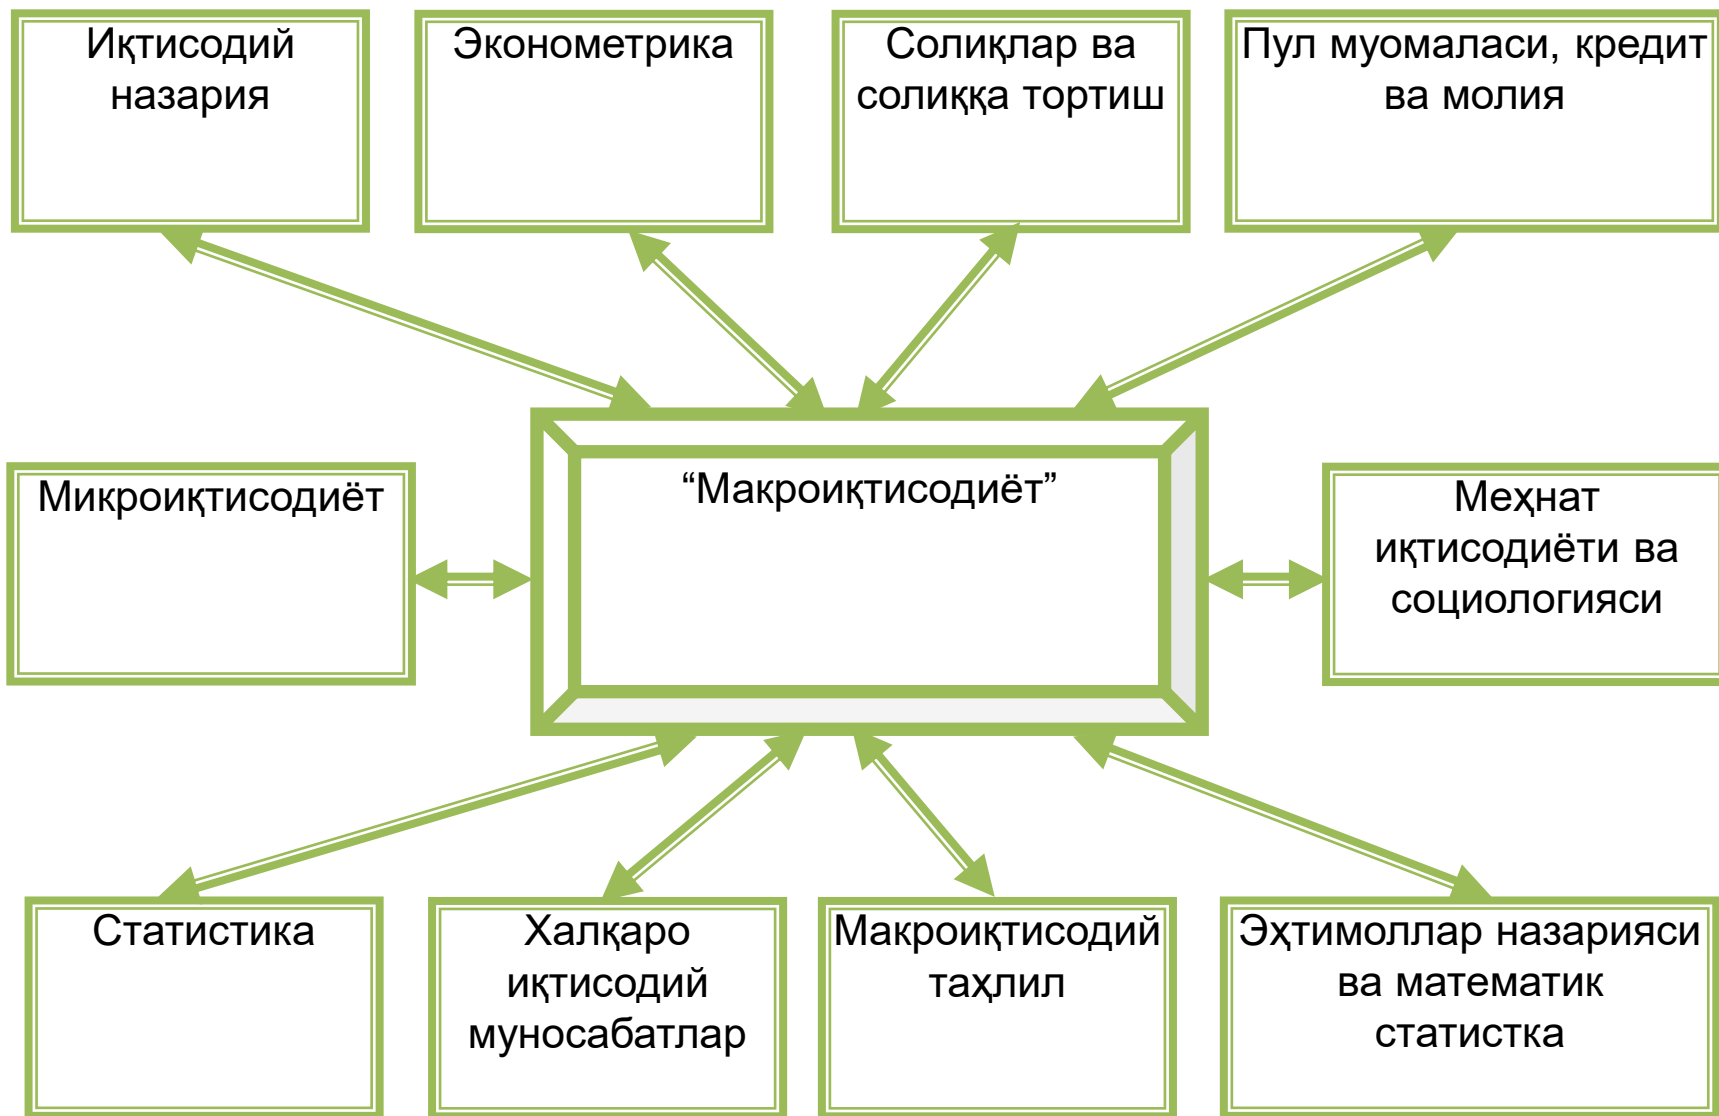 Иқтисодий
назария
Эконометрика
Солиқлар ва
солиққа тортиш
Пул муомаласи, кредит
ва молия
Микроиқтисодиёт
“Макроиқтисодиёт”
Меҳнат
иқтисодиёти ва
социологияси
Статистика
Халқаро
иқтисодий
муносабатлар
Макроиқтисодий
таҳлил
Эҳтимоллар назарияси
ва математик
статистка